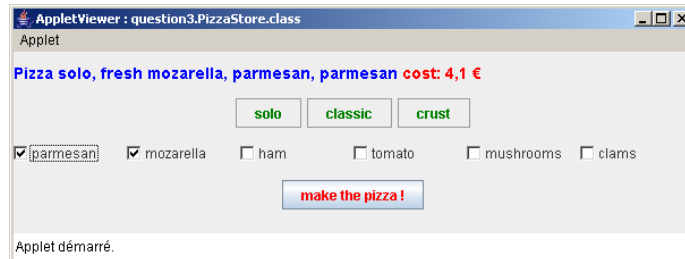 AppletViewer : question3.PizzaStore.class
Applet
Pizza solo, fresh mozarella, parmesan, parmesan cost: 4,1 €
solo classic crust
parmesan mozarella ham tomato mushrooms clams
make the pizza !
Applet démarré.